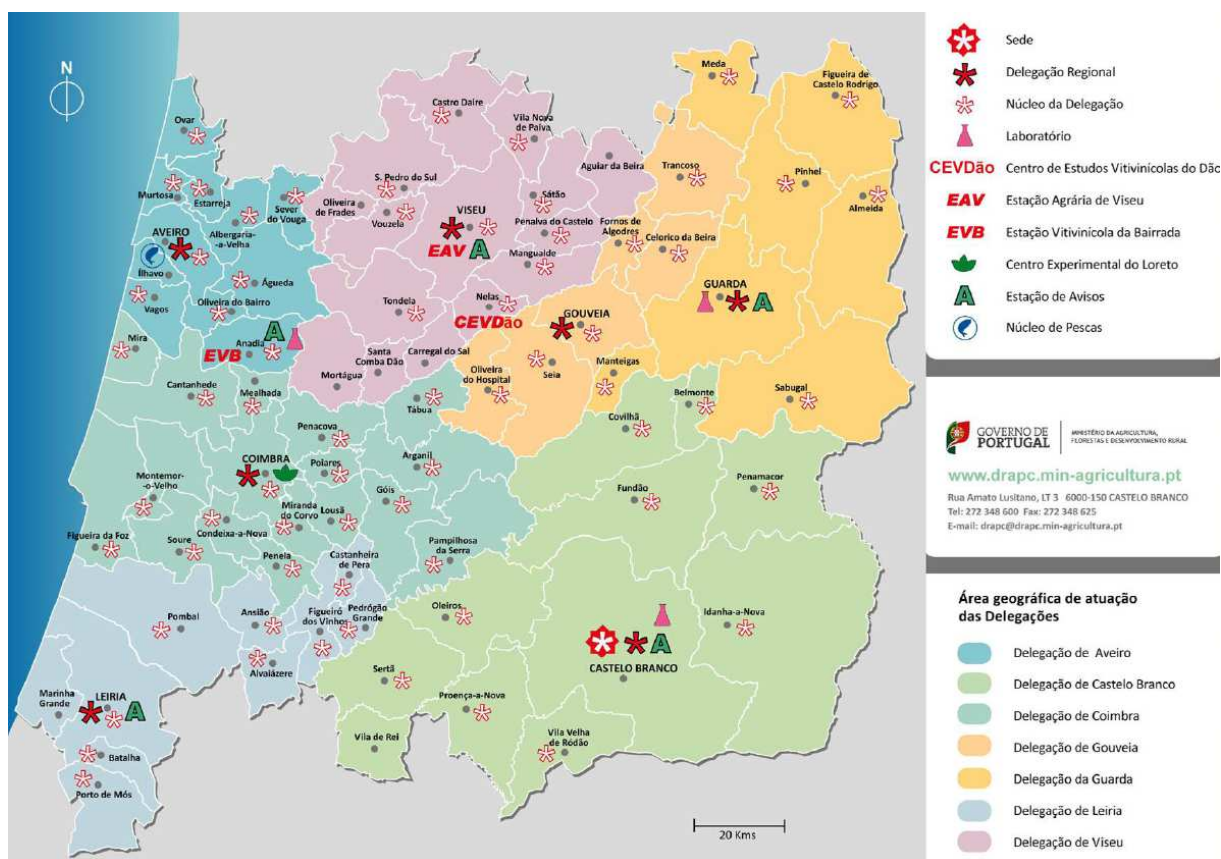 N
Ovar
Murtosa
Estarreja
Sever
do Vouga
Albergaria-
-a-Velha
AVEIRO
Ílhavo
Águeda
Vagos
Oliveira do Bairro
Mira
Anadia
EVB
A
Cantanhede
Mealhada
Castro Daire
Vila Nova
de Paiva
Aguiar da Beira
S. Pedro do Sul
Oliveira
de Frades
Vouzela
VISEU
EAV
A
Sátão
Penalva do Castelo
Mangualde
Tondela
Nelas
CEVDão
Santa
Comba Dão
Carregal do Sal
Mortágua
Meda
Figueira de
Castelo Rodrigo
Trancoso
Pinhel
Almeida
Fornos de
Algodres
Celorico da Beira
GUARDA
A
GOUVEIA
Seia
Manteigas
Oliveira
do Hospital
Sabugal
Belmonte
Covilhã
Tábua
Penacova
COIMBRA
Poiares
Arganil
Montemor-
-o-Velho
Miranda
do Corvo
Lousã
Góis
Figueira da Foz
Soure
Condeixa-a-Nova
Penela
Castanheira
de Pera
Pampilhosa
da Serra
Fundão
Penamacor
Pombal
Ansião
Figueiró
dos Vinhos
Pedrógão
Grande
Alvaiázere
Oleiros
Idanha-a-Nova
A
CASTELO BRANCO
Sertã
Proença-a-Nova
Marinha
Grande
LEIRIA
A
Batalha
Porto de Mós
Vila de Rei
Vila Velha
de Ródão
20 Kms
Sede
Delegação Regional
Núcleo da Delegação
Laboratório
CEVDão Centro de Estudos Vitivinícolas do Dão
EAV Estação Agrária de Viseu
EVB Estação Vitivinícola da Bairrada
Centro Experimental do Loreto
A Estação de Avisos
Núcleo de Pescas
GOVERNO DE
PORTUGAL
MINISTÉRIO DA AGRICULTURA,
FLORESTAS E DESENVOLVIMENTO RURAL
www.drapc.min-agricultura.pt
Rua Amato Lusitano, LT 3 6000-150 CASTELO BRANCO
Tel: 272 348 600 Fax: 272 348 625
E-mail: drapc@drapc.min-agricultura.pt
Área geográfica de atuação
das Delegações
Delegação de Aveiro
Delegação de Castelo Branco
Delegação de Coimbra
Delegação de Gouveia
Delegação da Guarda
Delegação de Leiria
Delegação de Viseu